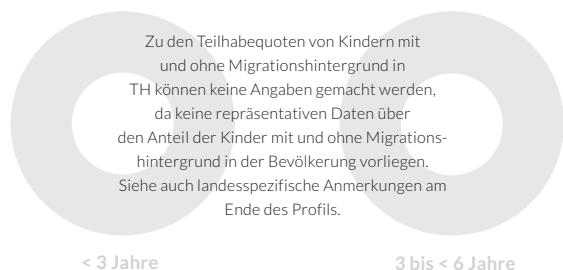 Zu den Teilhabequoten von Kindern mit
und ohne Migrationshintergrund in
TH können keine Angaben gemacht werden,
da keine repräsentativen Daten über
den Anteil der Kinder mit und ohne Migrations-
hintergrund in der Bevölkerung vorliegen.
Siehe auch landesspezifische Anmerkungen am
Ende des Profils.
< 3 Jahre
3 bis < 6 Jahre